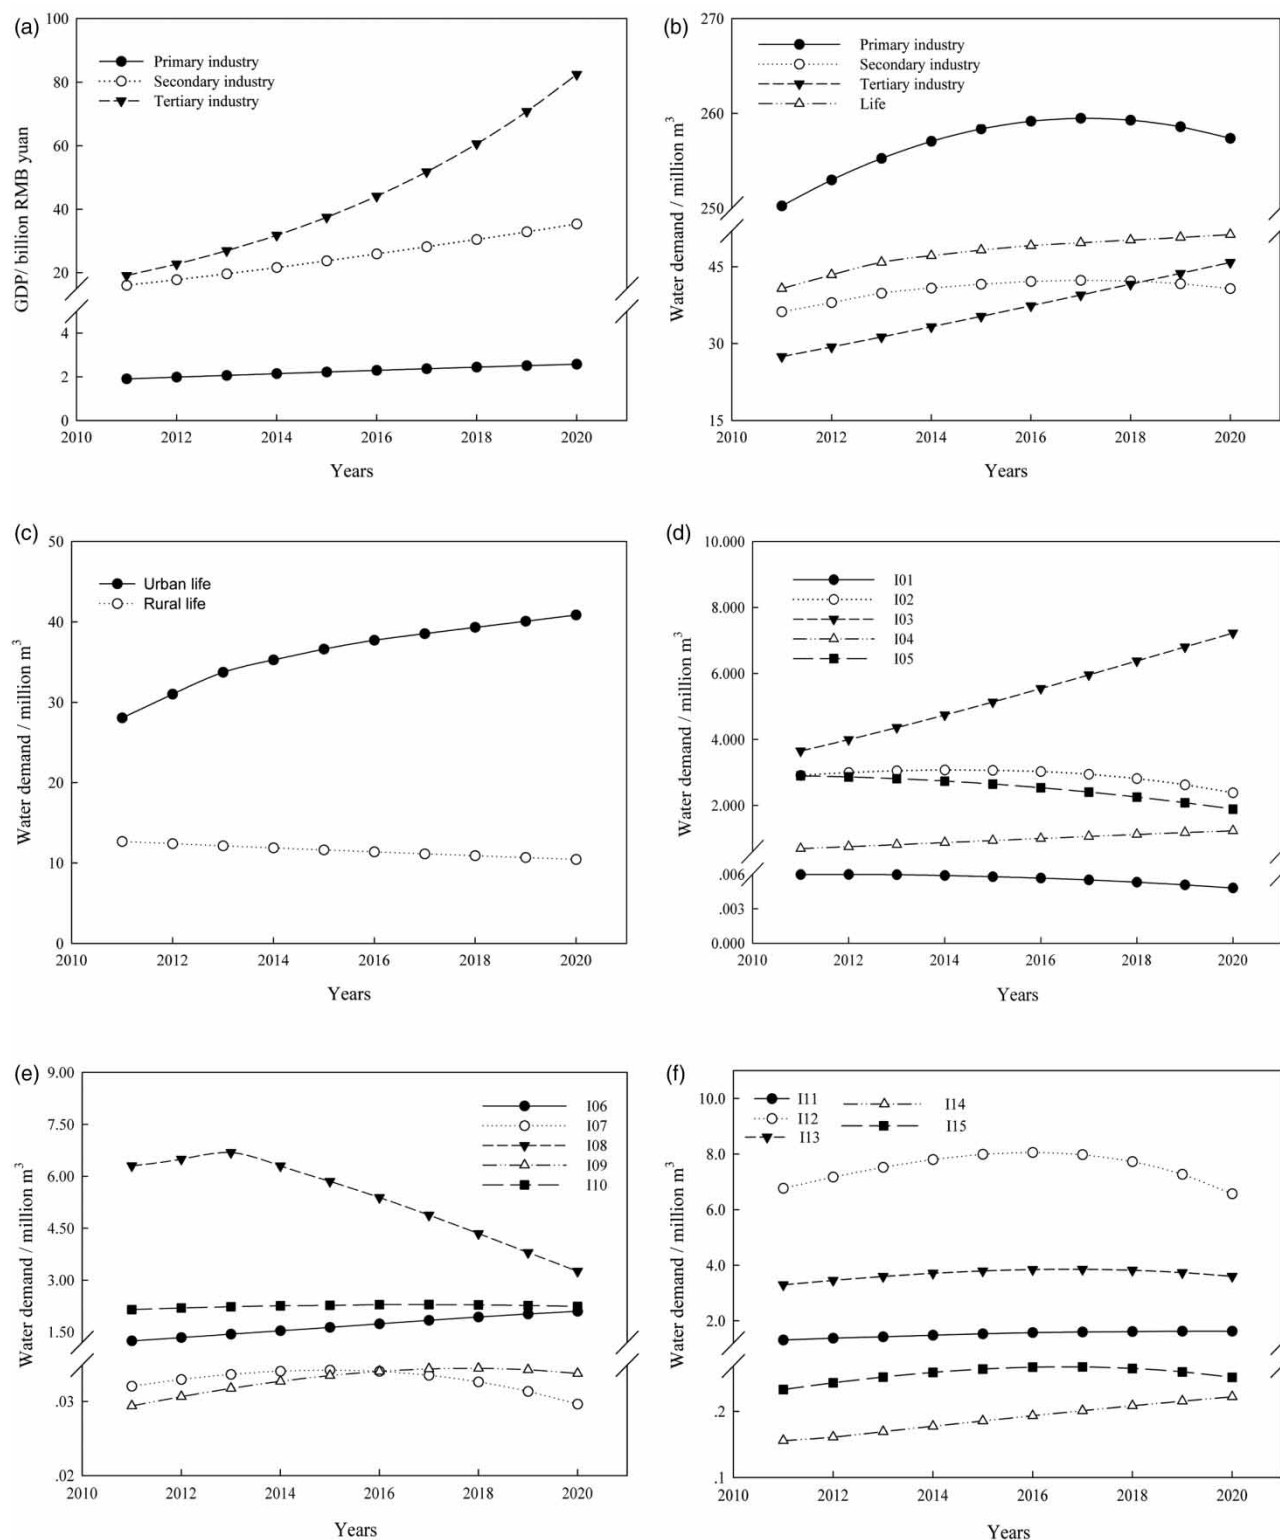 (a)
100
80
60
40
20
4
2
0
GDP/ billion RMB yuan
Primary industry
Secondary industry
Tertiary industry
2010 2012 2014 2016 2018 2020
Years
(b)
270
260
250
45
30
15
Water demand / million m³
Primary industry
Secondary industry
Tertiary industry
Life
2010 2012 2014 2016 2018 2020
Years
(c)
50
40
30
20
10
0
Water demand / million m³
Urban life
Rural life
2010 2012 2014 2016 2018 2020
Years
(d)
10.000
8.000
6.000
4.000
2.000
.006
.003
0.000
Water demand / million m³
I01
I02
I03
I04
I05
2010 2012 2014 2016 2018 2020
Years
(e)
9.00
7.50
6.00
4.50
3.00
1.50
.03
.02
Water demand / million m³
I06
I07
I08
I09
I10
2010 2012 2014 2016 2018 2020
Years
(f)
10.0
8.0
6.0
4.0
2.0
.2
.1
Water demand / million m³
I11 I14
I12 I15
I13
2010 2012 2014 2016 2018 2020
Years